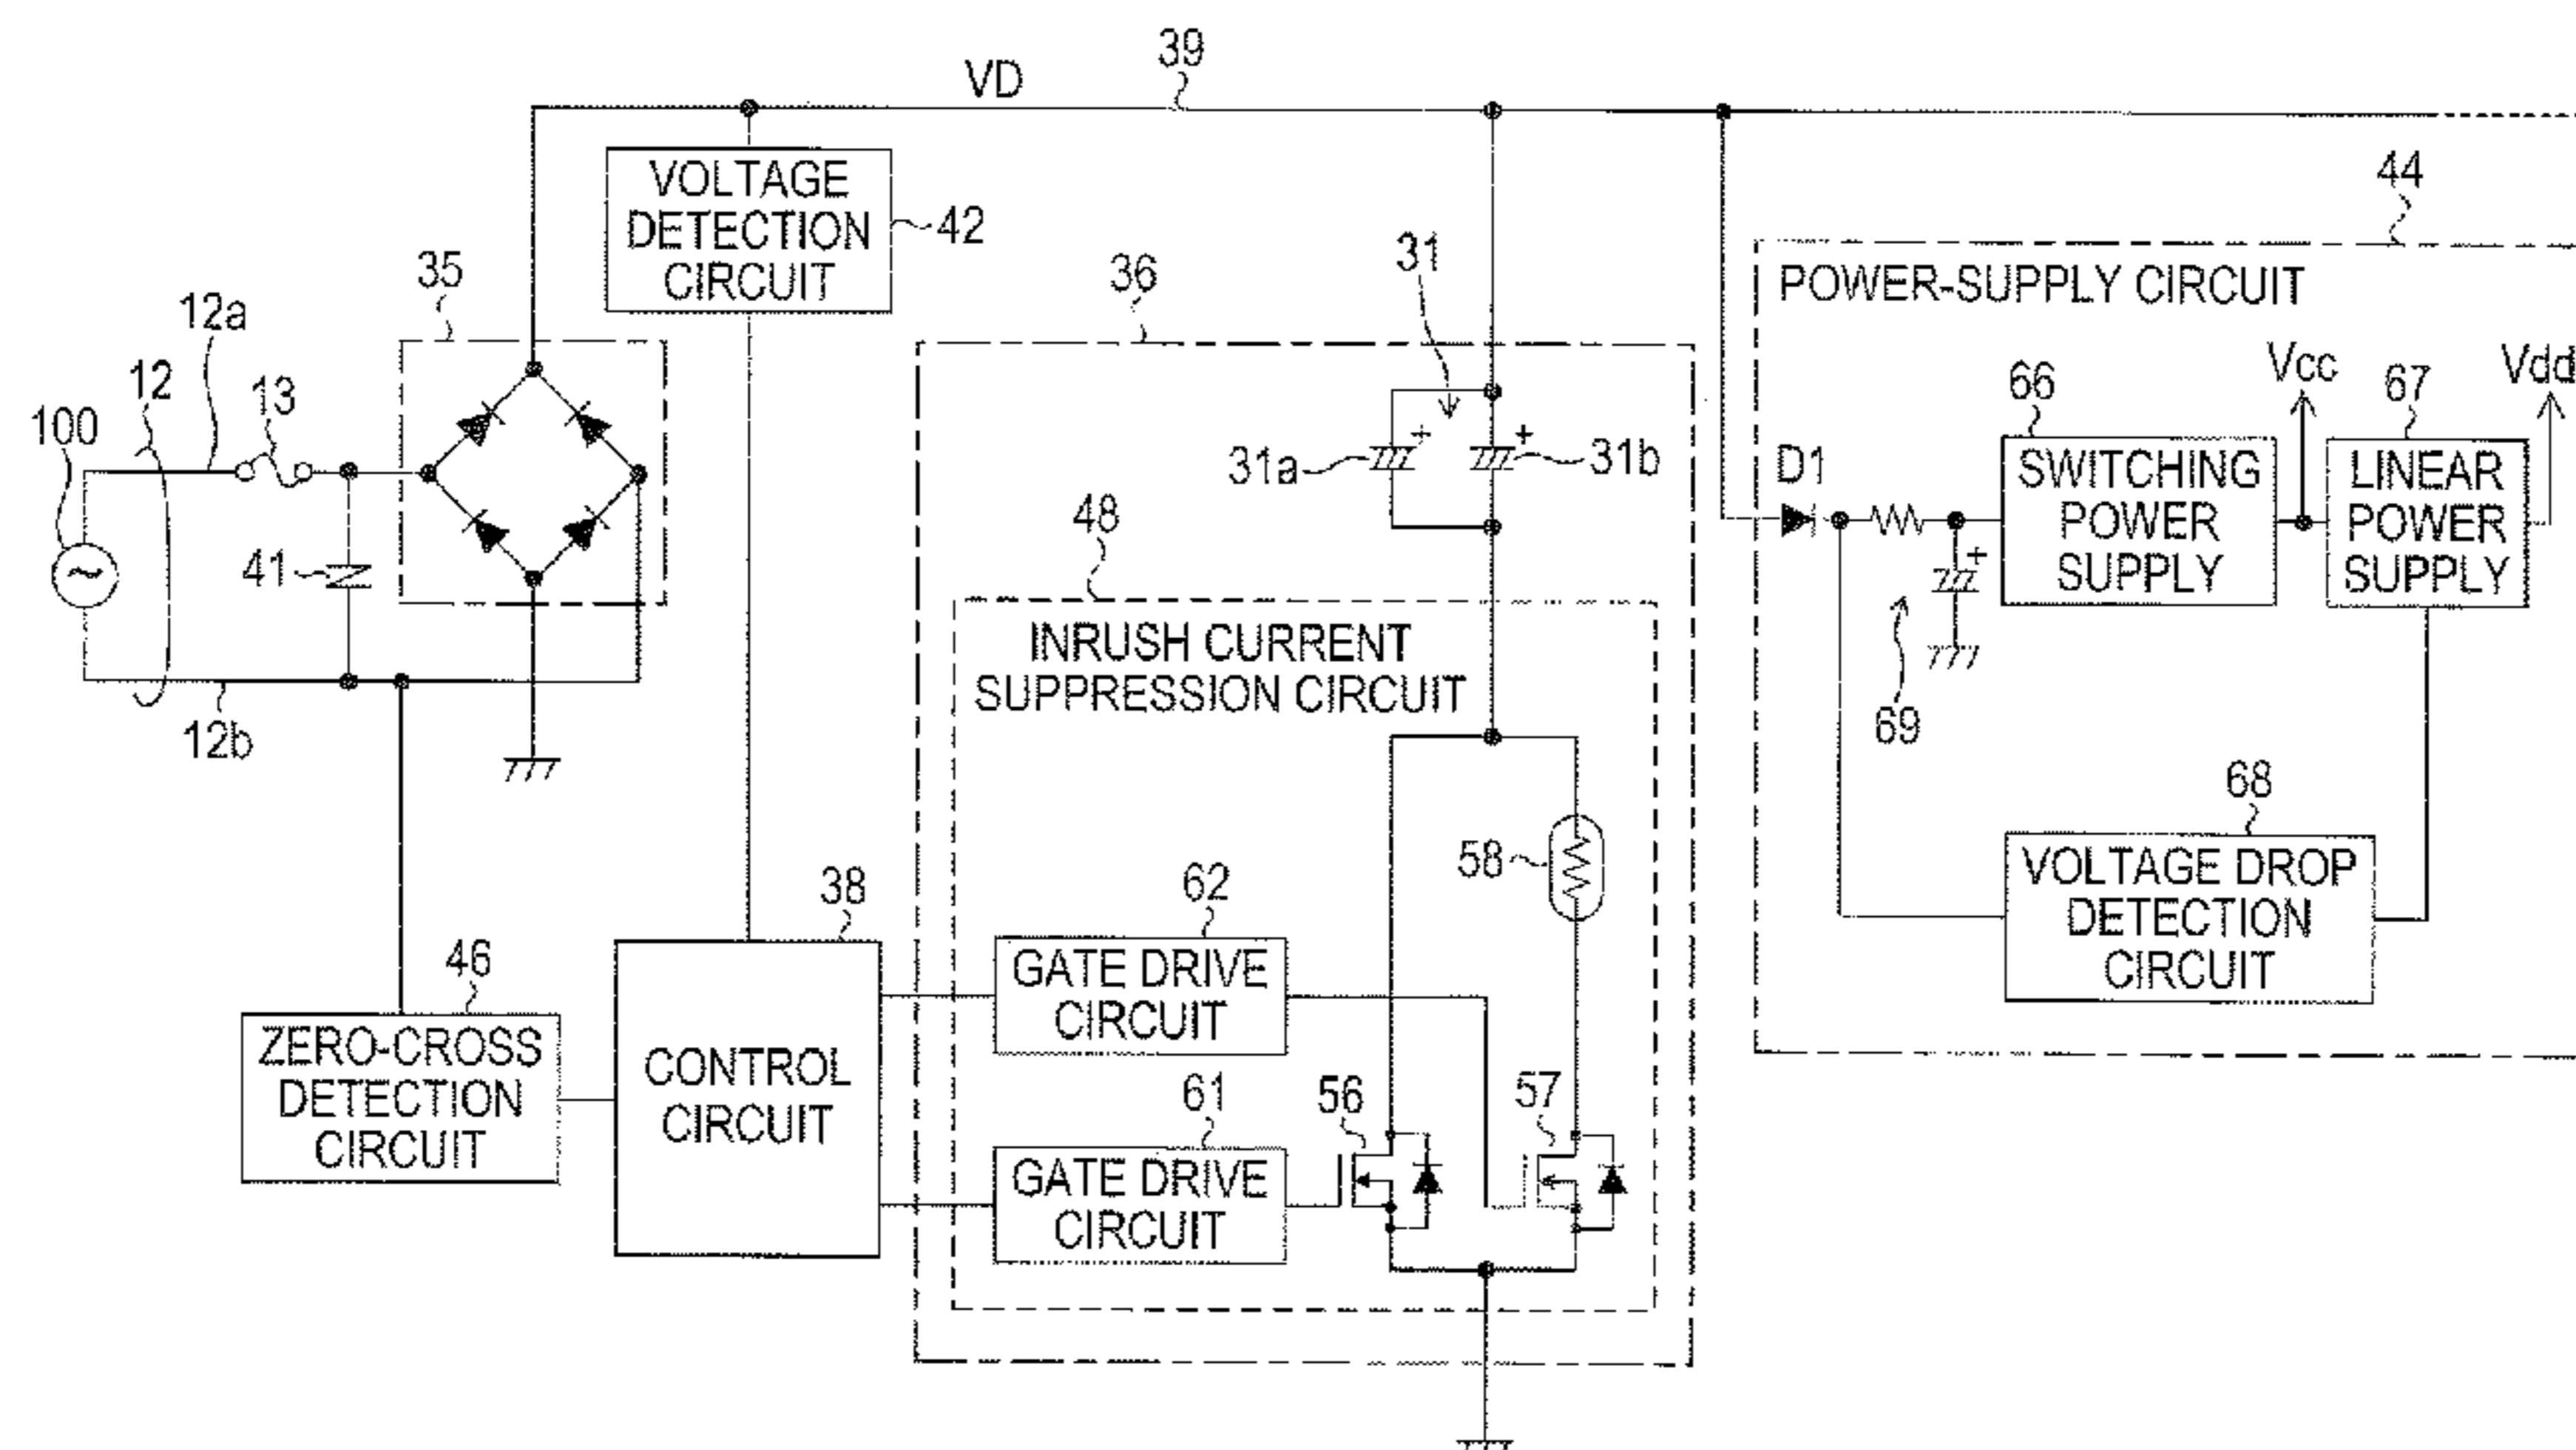 39
VD
44
VOLTAGE
DETECTION
CIRCUIT
42
35
36
31
POWER-SUPPLY CIRCUIT
12a
12
13
100
Vcc
Vdd
66
67
31a
31b
D1
SWITCHING
POWER
SUPPLY
LINEAR
POWER
SUPPLY
41
48
INRUSH CURRENT
SUPPRESSION CIRCUIT
69
12b
68
VOLTAGE DROP
DETECTION
CIRCUIT
58
38
62
46
GATE DRIVE
CIRCUIT
ZERO-CROSS
DETECTION
CIRCUIT
CONTROL
CIRCUIT
61
56
57
GATE DRIVE
CIRCUIT